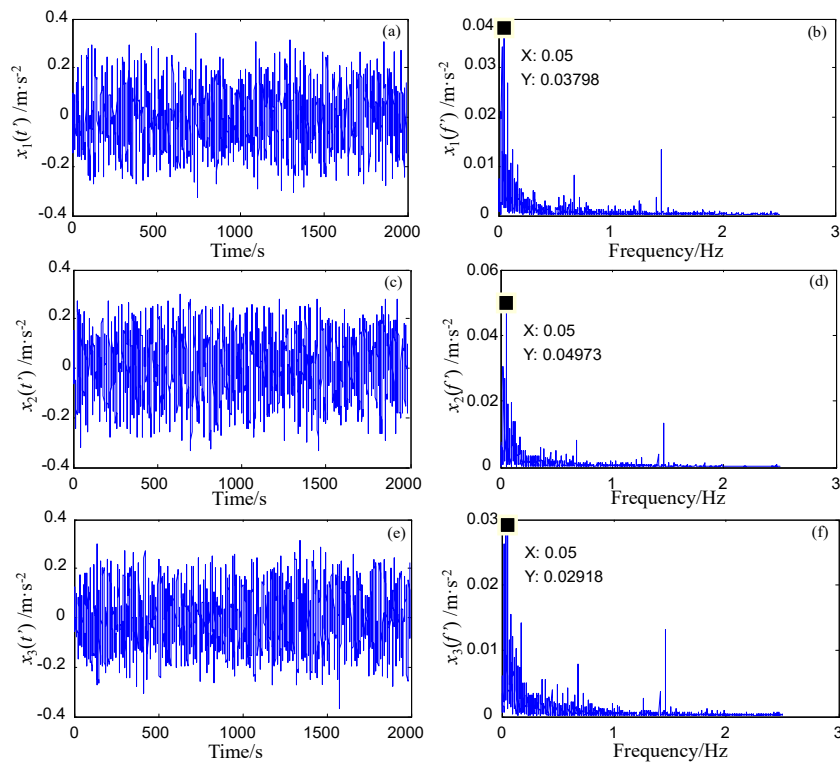 0.4
0.2
0
-0.2
-0.4
x1(t') /m·s-2
(a)
0
500
1000
1500
2000
Time/s
0.04
0.03
0.02
0.01
0
x1(f') /m·s-2
(b)
X: 0.05
Y: 0.03798
0
1
2
3
Frequency/Hz
0.4
0.2
0
-0.2
-0.4
x2(t') /m·s-2
(c)
0
500
1000
1500
2000
Time/s
0.06
0.04
0.02
0
x2(f') /m·s-2
(d)
X: 0.05
Y: 0.04973
0
1
2
3
Frequency/Hz
0.4
0.2
0
-0.2
-0.4
x3(t') /m·s-2
(e)
0
500
1000
1500
2000
Time/s
0.03
0.02
0.01
0
x3(f') /m·s-2
(f)
X: 0.05
Y: 0.02918
0
1
2
3
Frequency/Hz